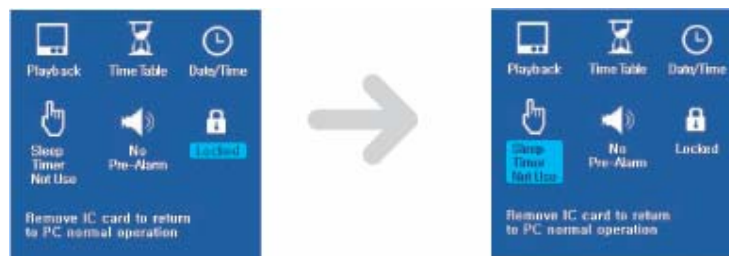 Playback Time Table Date/Time
Sleep Timer Not Use
No Pre-Alarm
Locked
Remove IC card to return
to PC normal operation
Playback Time Table Date/Time
Sleep Timer Not Use
No Pre-Alarm
Locked
Remove IC card to return
to PC normal operation